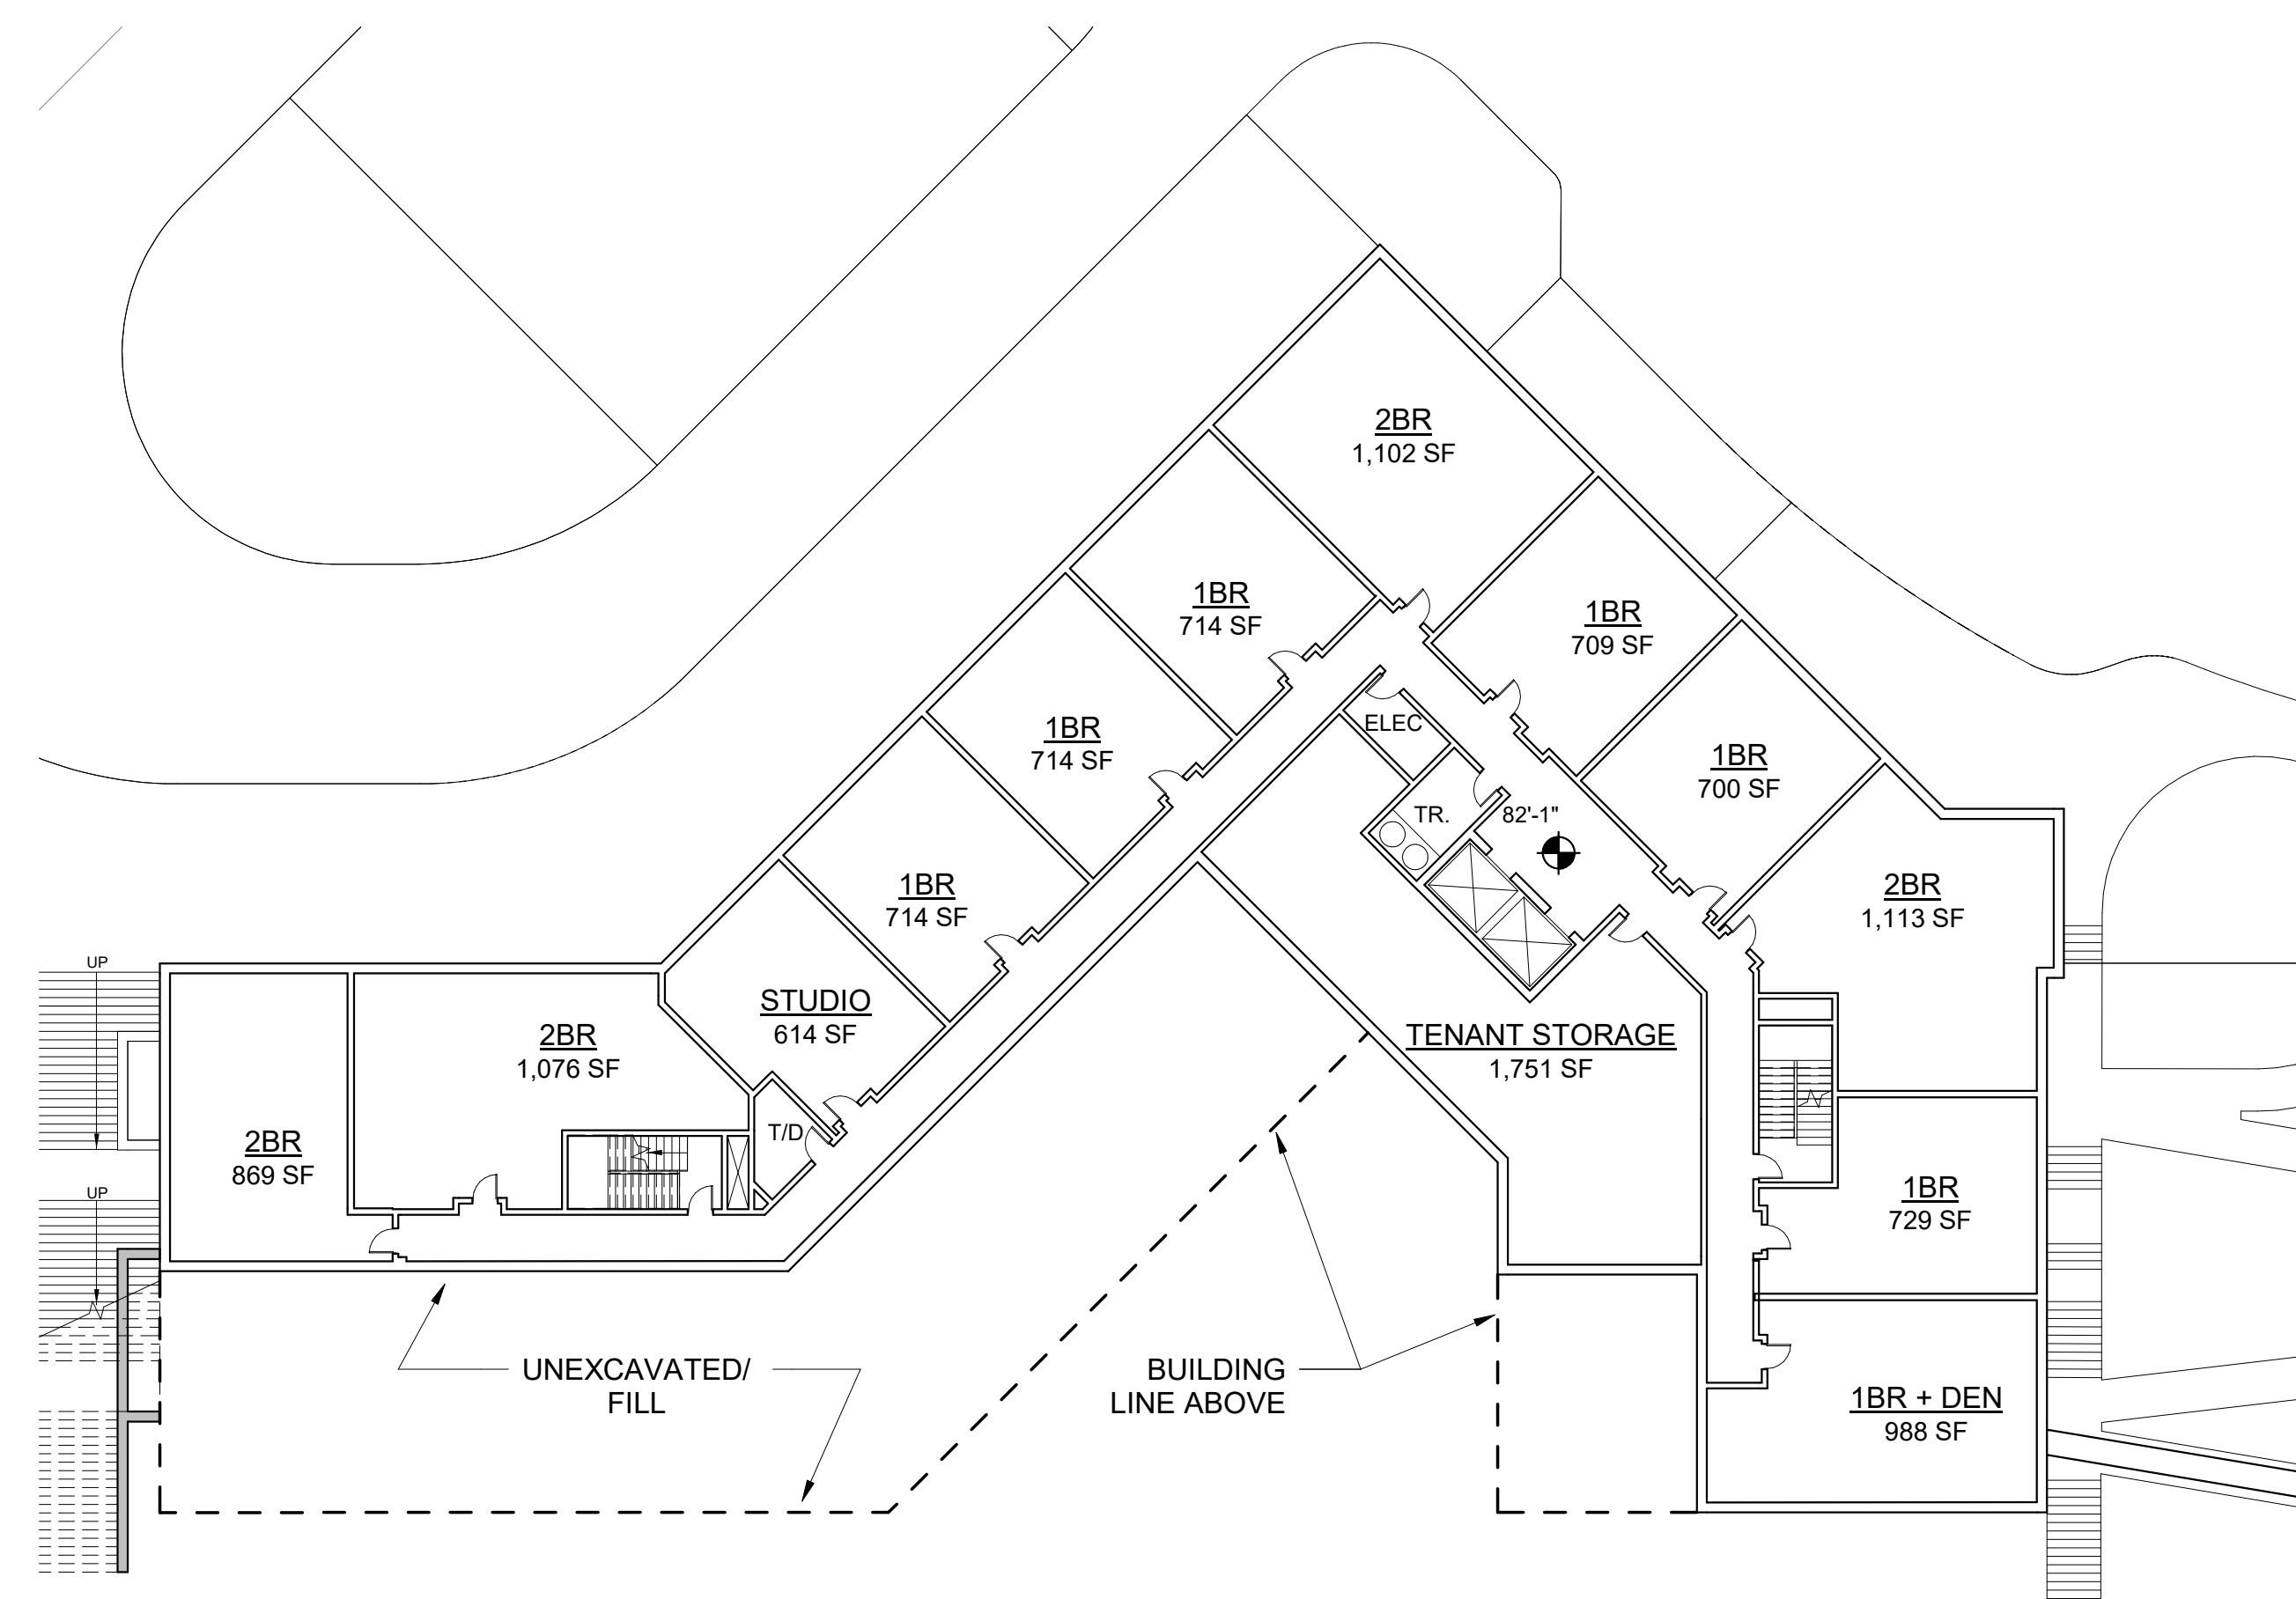 2BR
1,102 SF
1BR
714 SF
1BR
709 SF
1BR
714 SF
ELEC
1BR
700 SF
TR.
82'-1"
1BR
714 SF
2BR
1,113 SF
UP
STUDIO
614 SF
2BR
1,076 SF
TENANT STORAGE
1,751 SF
T/D
2BR
869 SF
UP
1BR
729 SF
UNEXCAVATED/
FILL
BUILDING
LINE ABOVE
1BR + DEN
988 SF